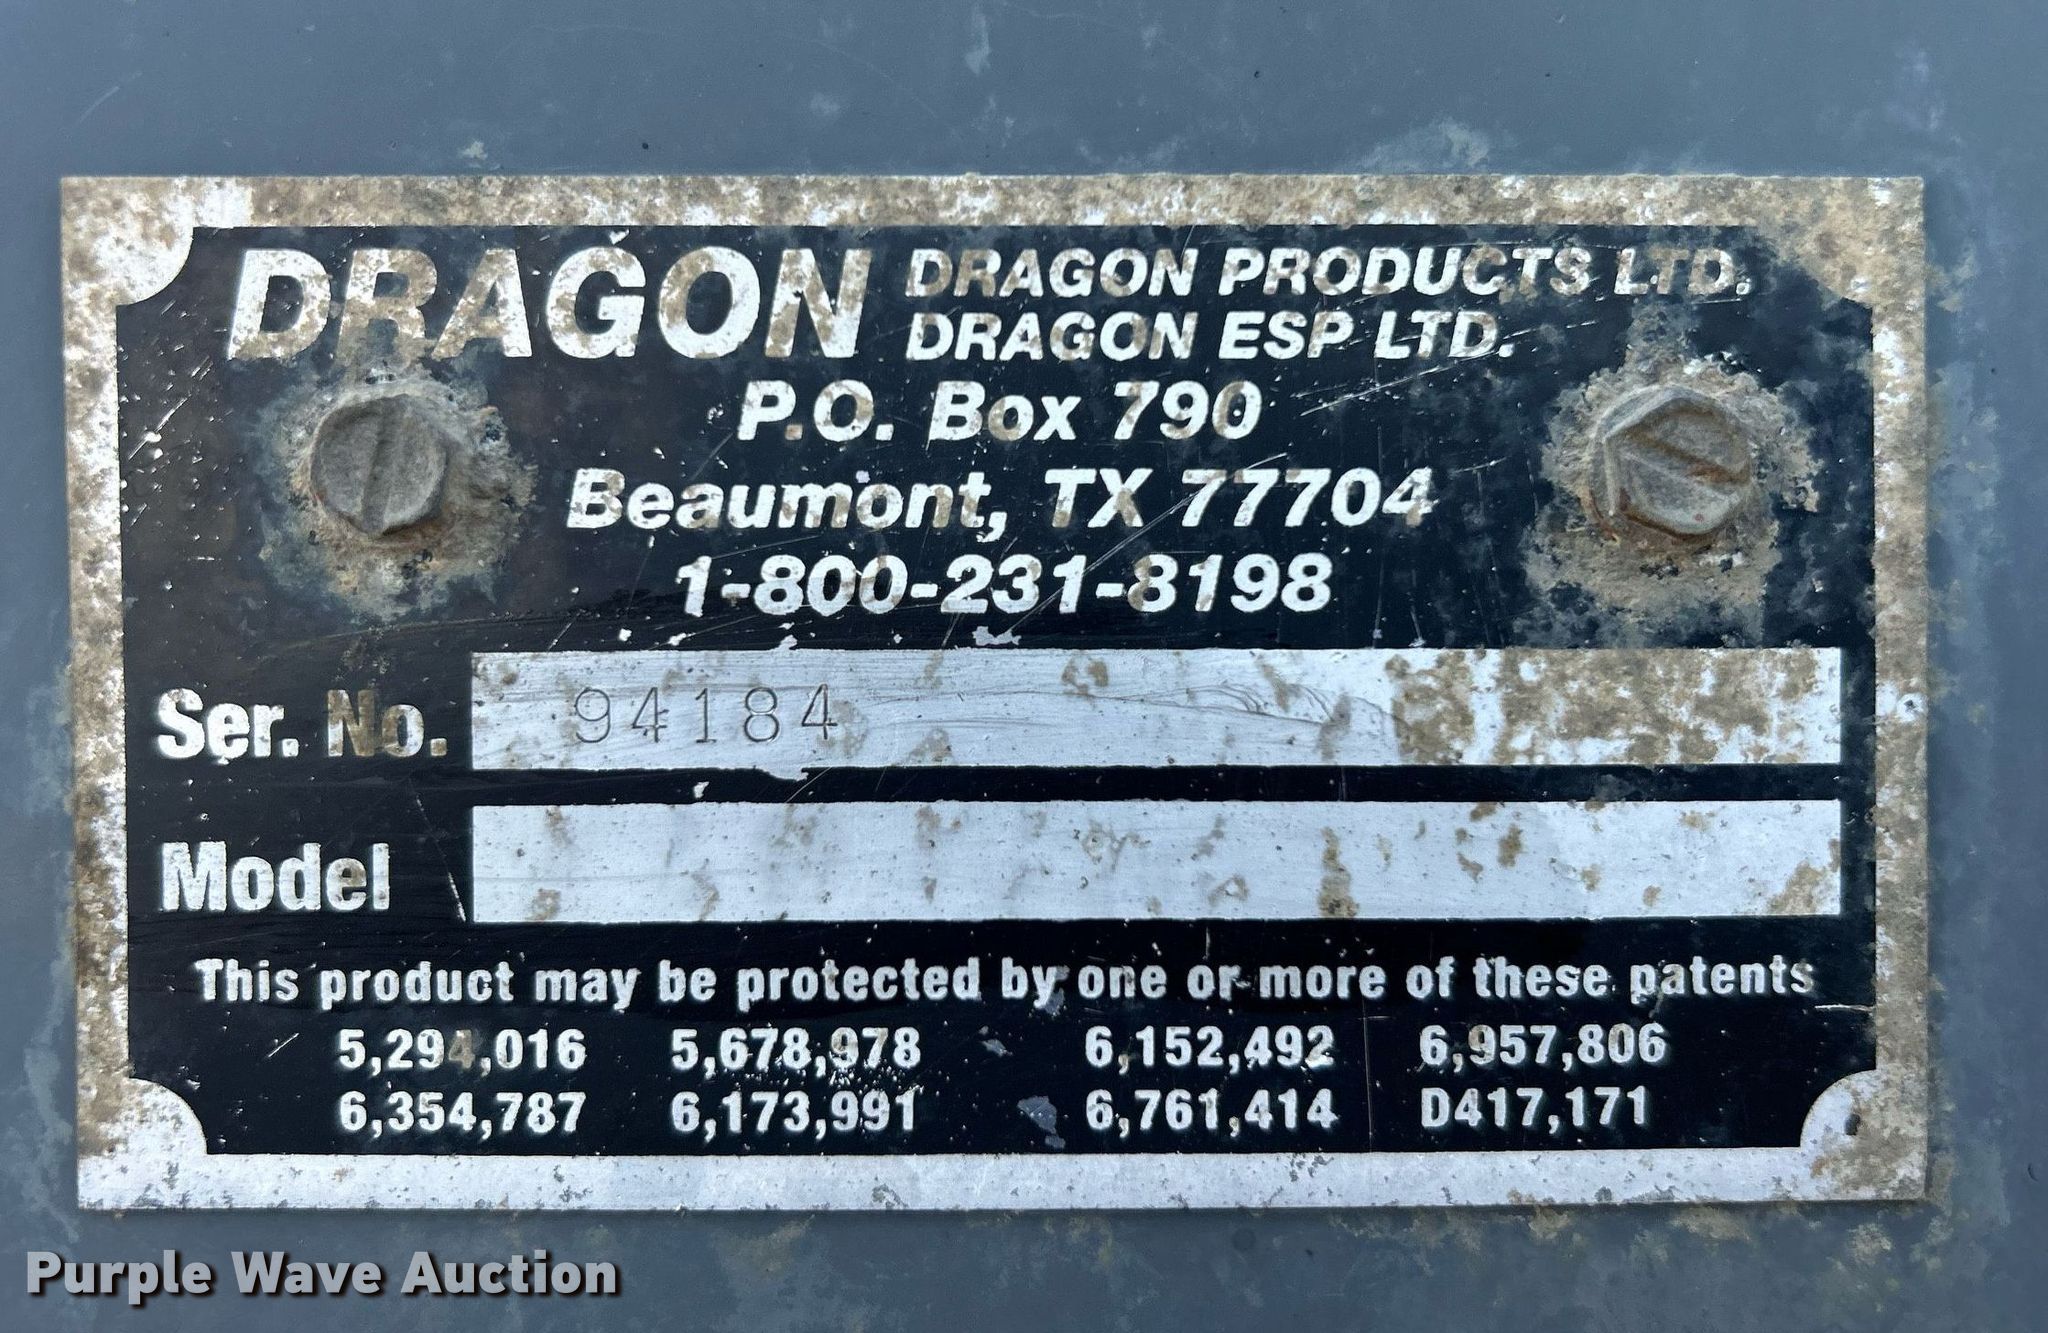 DRAGON DRAGON PRODUCTS LTD.
DRAGON ESP LTD.
P.O. Box 790
Beaumont, TX 77704
1-800-231-8198
Ser. No. 94184
Model
This product may be protected by one or more of these patents
5,294,016 5,678,978 6,152,492 6,957,806
6,354,787 6,173,991 6,761,414 D417,171
Purple Wave Auction